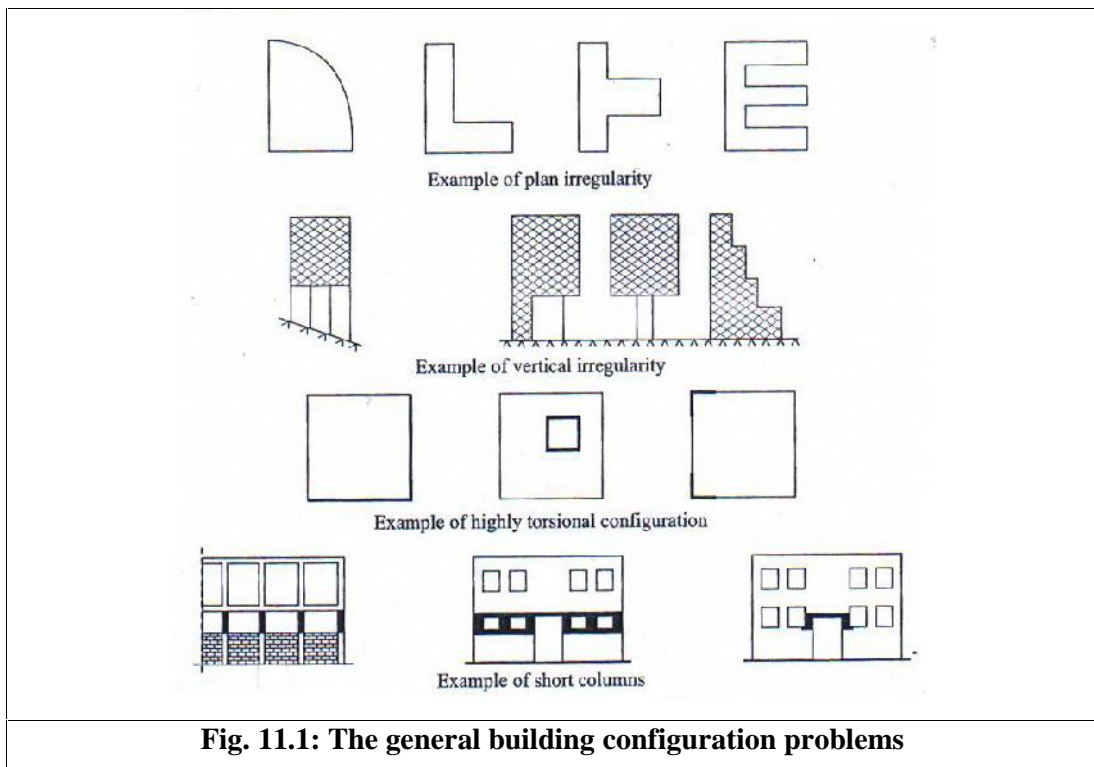 Example of plan irregularity
Example of vertical irregularity
Example of highly torsional configuration
Example of short columns
Fig. 11.1: The general building configuration problems